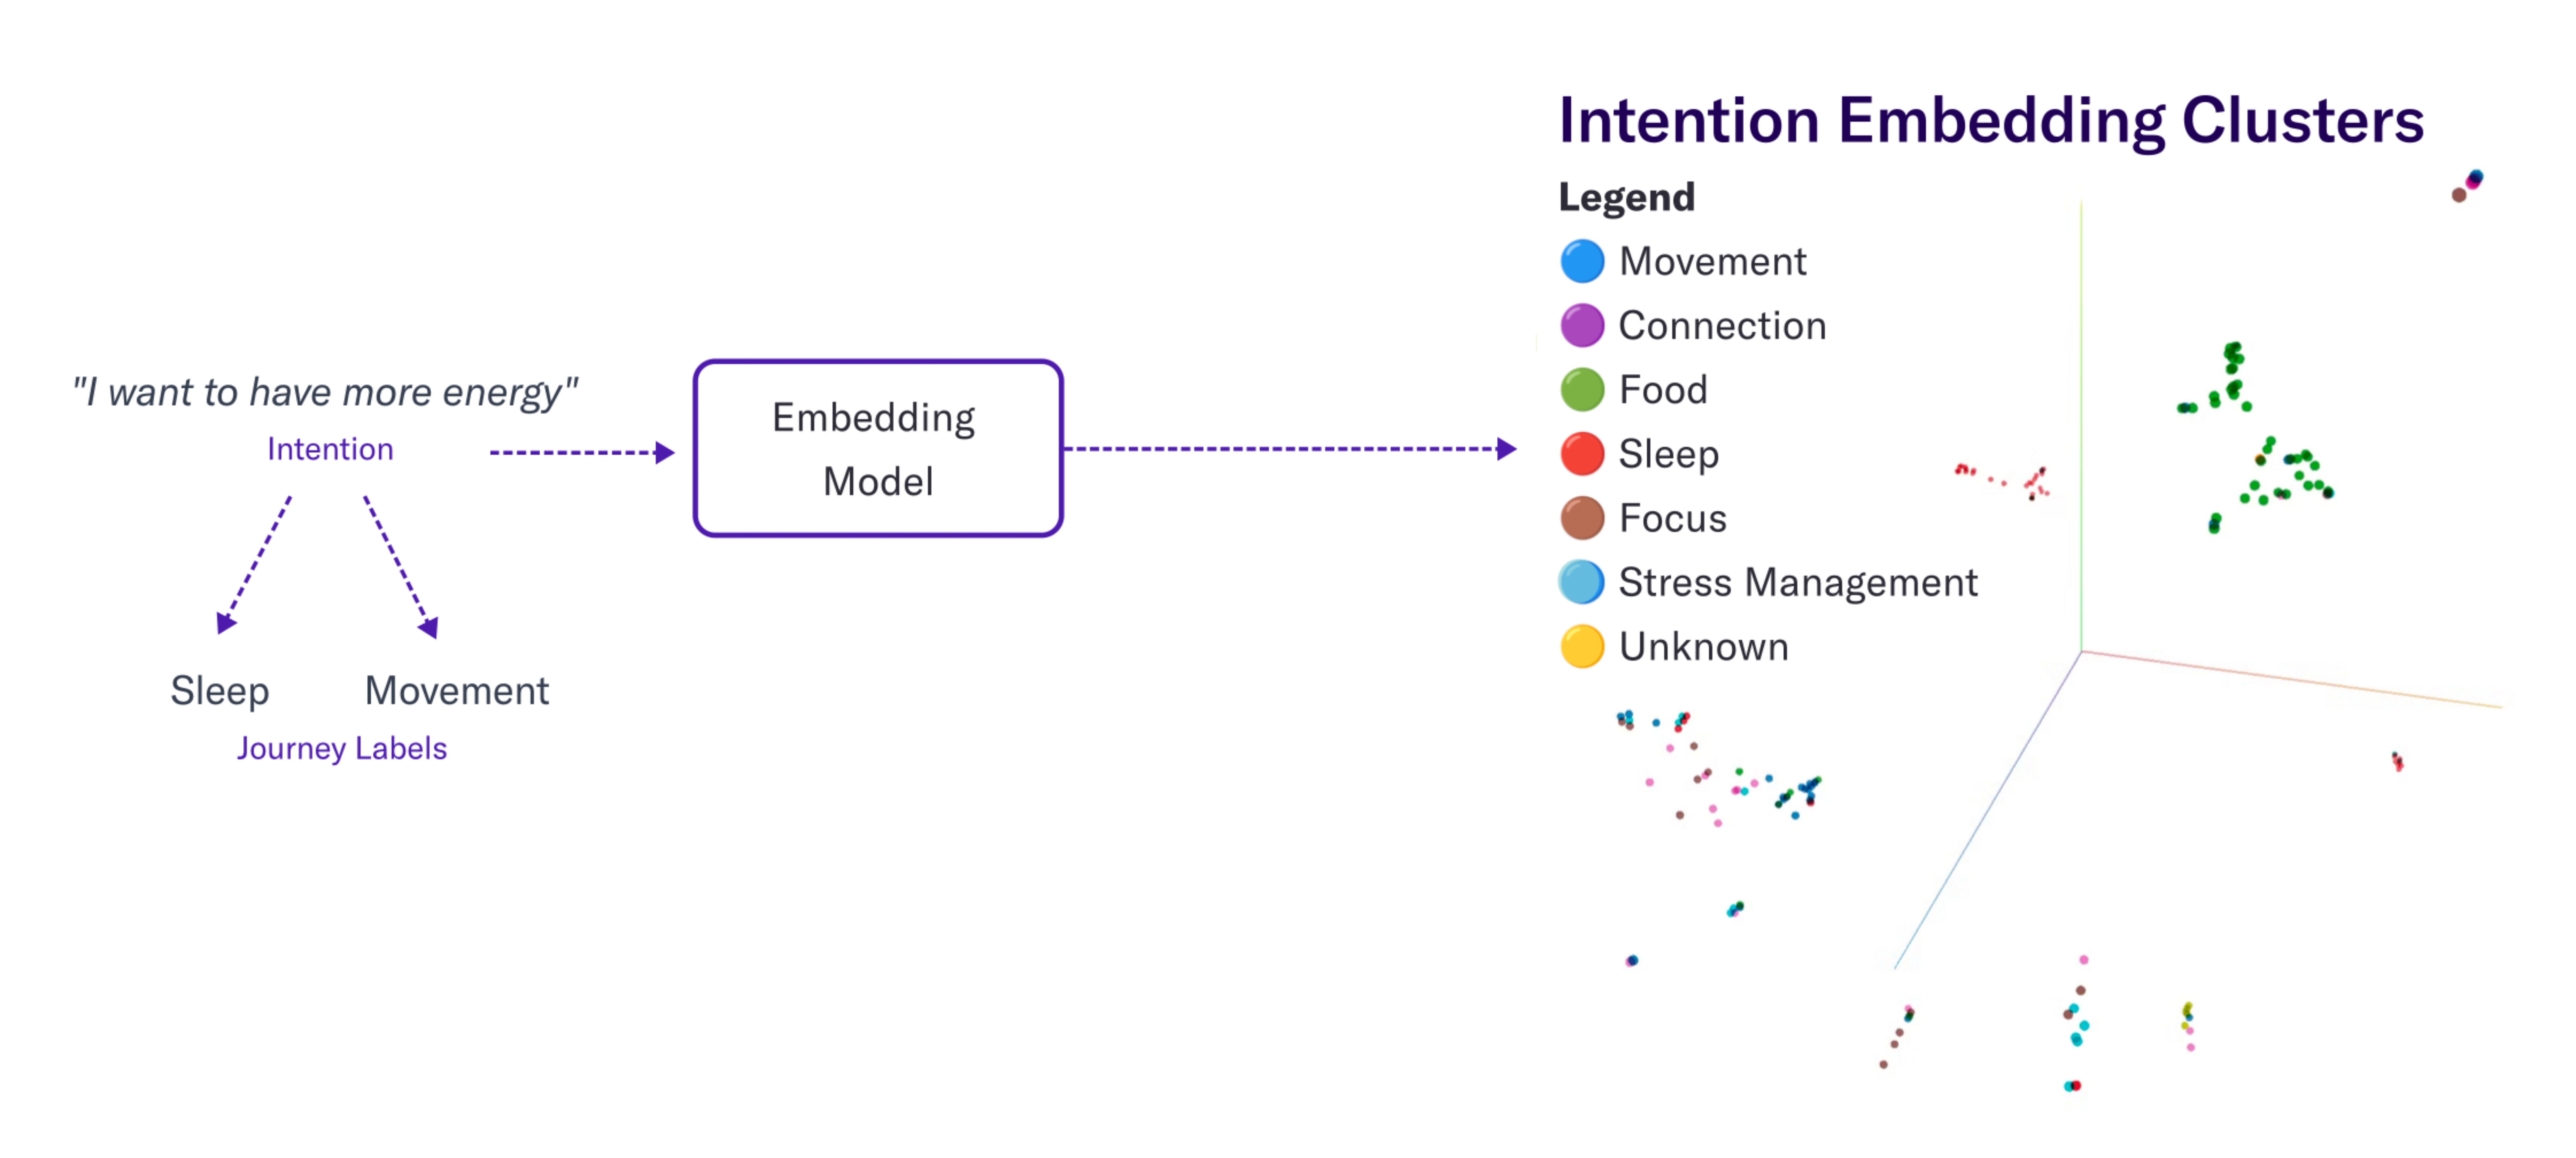 "I want to have more energy"
Intention
Sleep
Movement
Journey Labels
Embedding
Model
Intention Embedding Clusters
Legend
Movement
Connection
Food
Sleep
Focus
Stress Management
Unknown